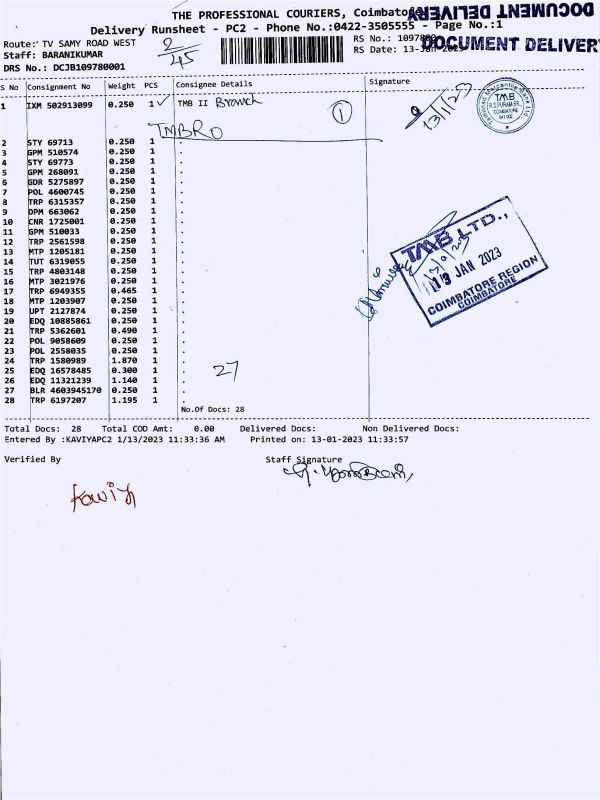 THE PROFESSIONAL COURIERS, Coimbatore
DOCUMENT DELIVERED
Delivery Runsheet - PC2 - Phone No.:0422-3505555 - Page No.:1
Route: TV SAMY ROAD WEST
2/45
RS No.: 1097800
DOCUMENT DELIVER
Staff: BARANIKUMAR
RS Date: 13-Jan-2023
DRS No.: DCJB109780001
S No Consignment No Weight PCS Consignee Details Signature
1 IXM 502913099 0.250 1 ✓ TMB II Branch 1
13/1/23
TMB
R.S PURAM BR.,
COIMBATORE
641 002
TMBRO
2 STY 69713 0.250 1 .
3 GPM 510574 0.250 1 .
4 STY 69773 0.250 1 .
5 GPM 268091 0.250 1 .
6 GDR 5275897 0.250 1 .
7 POL 4600745 0.250 1 .
8 TRP 6315357 0.250 1 .
9 DPM 663062 0.250 1 .
10 CNR 1725001 0.250 1 .
11 GPM 510033 0.250 1 .
12 TRP 2561598 0.250 1 .
13 MTP 1205181 0.250 1 .
14 TUT 6319055 0.250 1 .
15 TRP 4803148 0.250 1 .
16 MTP 3021976 0.250 1 .
17 TRP 6949355 0.465 1 .
18 MTP 1203907 0.250 1 .
19 UPT 2127874 0.250 1 .
20 EDQ 10885861 0.250 1 .
21 TRP 5362601 0.490 1 .
22 POL 9058609 0.250 1 .
23 POL 2558035 0.250 1 .
24 TRP 1580989 1.870 1 .
25 EDQ 16578485 0.300 1 .
26 EDQ 11321239 1.140 1 .
27 BLR 4603945170 0.250 1 .
28 TRP 6197207 1.195 1 .
27
TMB LTD.,
13 JAN 2023
COIMBATORE REGION
COIMBATORE
No.Of Docs: 28
Total Docs: 28 Total COD Amt: 0.00 Delivered Docs: Non Delivered Docs:
Entered By :KAVIYAPC2 1/13/2023 11:33:36 AM Printed on: 13-01-2023 11:33:57
Verified By Staff Signature
Kaviya